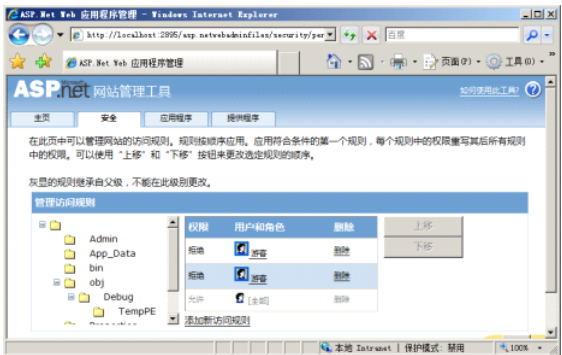 ASP.Net Web 应用程序管理 - Windows Internet Explorer
http://localhost:2895/asp.netwebadminfiles/security/per
百度
ASP.Net Web 应用程序管理
页面(P)
工具(O)
Microsoft
ASP.net 网站管理工具
如何使用此工具?
主页 安全 应用程序 提供程序
在此页中可以管理网站的访问规则。规则按顺序应用。应用符合条件的第一个规则,每个规则中的权限重写其后所有规则
中的权限。可以使用“上移”和“下移”按钮来更改选定规则的顺序。
灰显的规则继承自父级,不能在此级别更改。
管理访问规则
Admin
App_Data
bin
obj
Debug
TempPE
权限 用户和角色 删除
拒绝 游客 删除
拒绝 游客 删除
允许 [全部] 删除
添加新访问规则
上移
下移
本地 Intranet | 保护模式: 禁用
100%